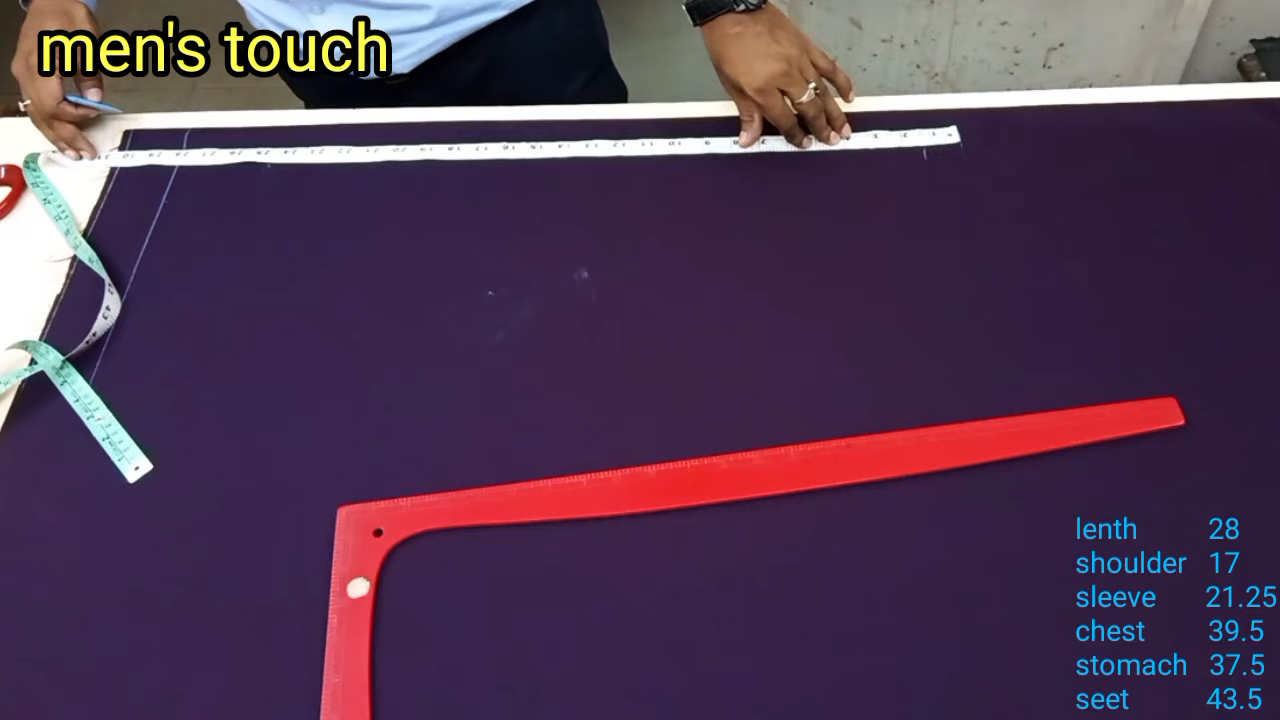 men's touch
lenth 28
shoulder 17
sleeve 21.25
chest 39.5
stomach 37.5
seet 43.5